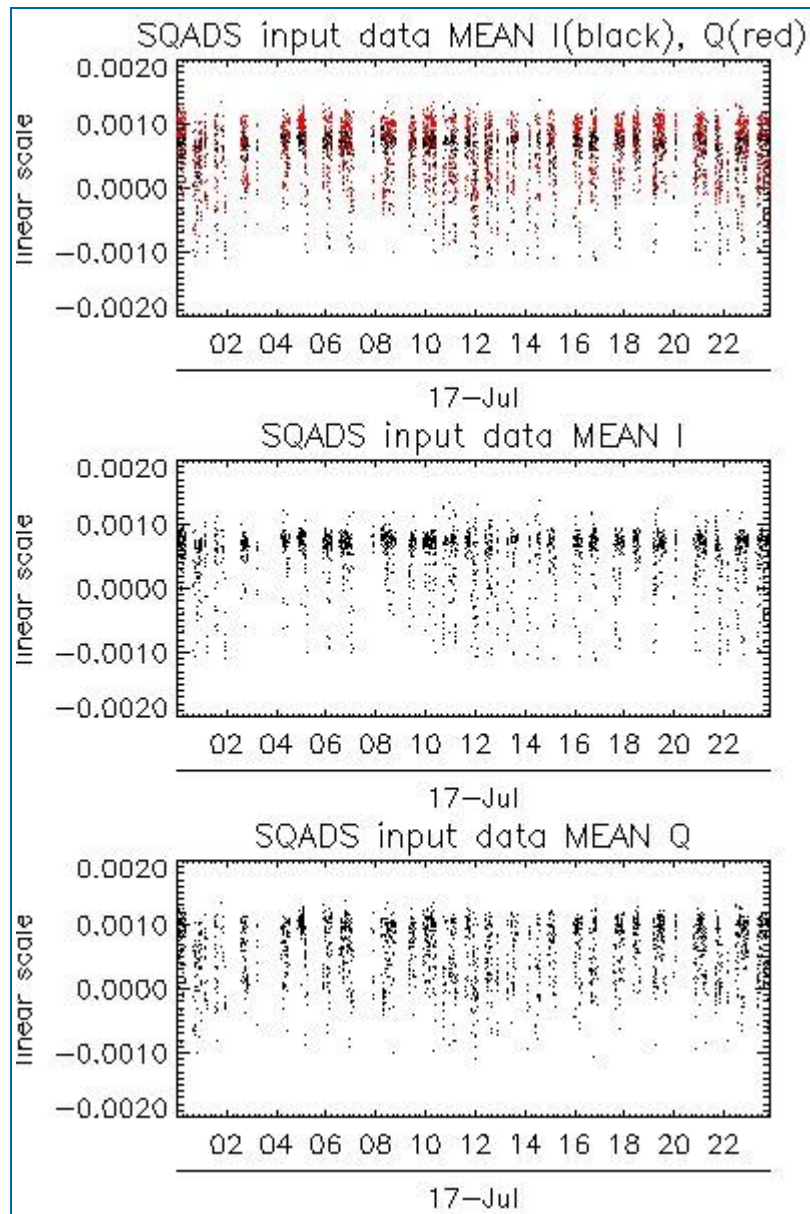 SQADS input data MEAN I(black), Q(red)
0.0020
0.0010
0.0000
−0.0010
−0.0020
linear scale
02 04 06 08 10 12 14 16 18 20 22
17−Jul
SQADS input data MEAN I
0.0020
0.0010
0.0000
−0.0010
−0.0020
linear scale
02 04 06 08 10 12 14 16 18 20 22
17−Jul
SQADS input data MEAN Q
0.0020
0.0010
0.0000
−0.0010
−0.0020
linear scale
02 04 06 08 10 12 14 16 18 20 22
17−Jul